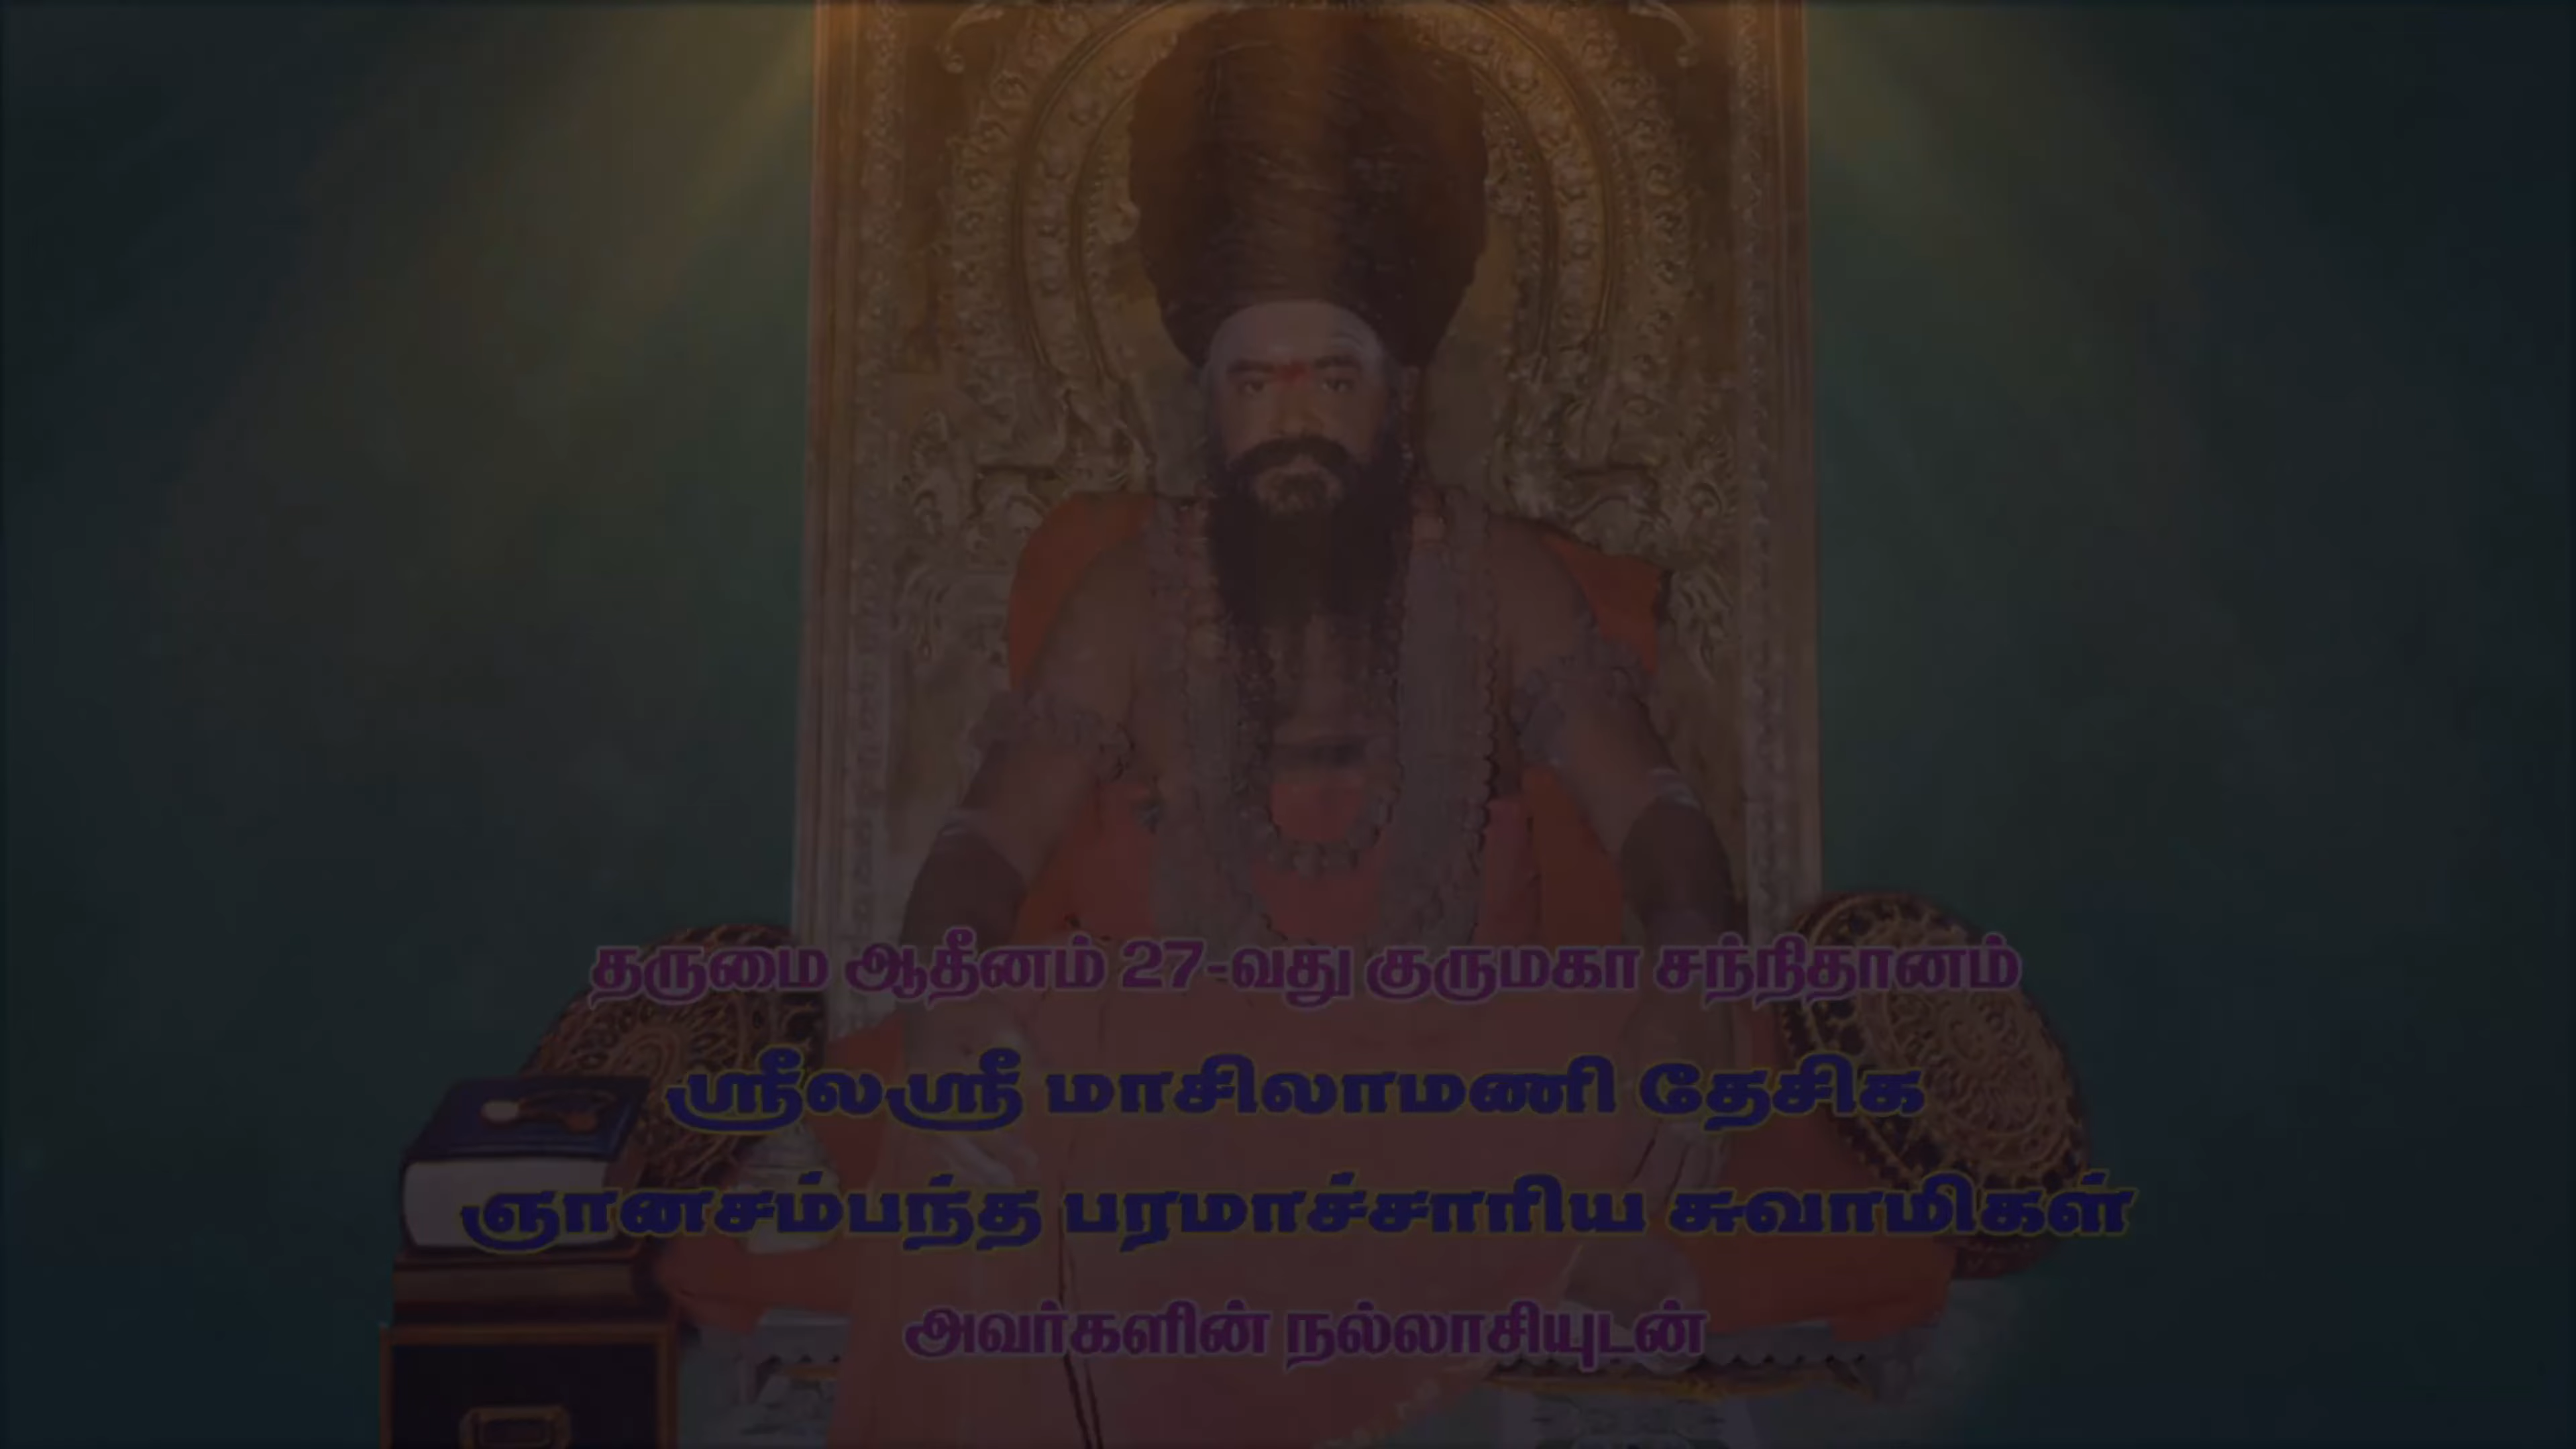 தருமை ஆதீனம் 27-வது குருமகா சந்நிதானம்
ஸ்ரீலஸ்ரீ மாசிலாமணி தேசிக
ஞானசம்பந்த பரமாச்சாரிய சுவாமிகள்
அவர்களின் நல்லாசியுடன்